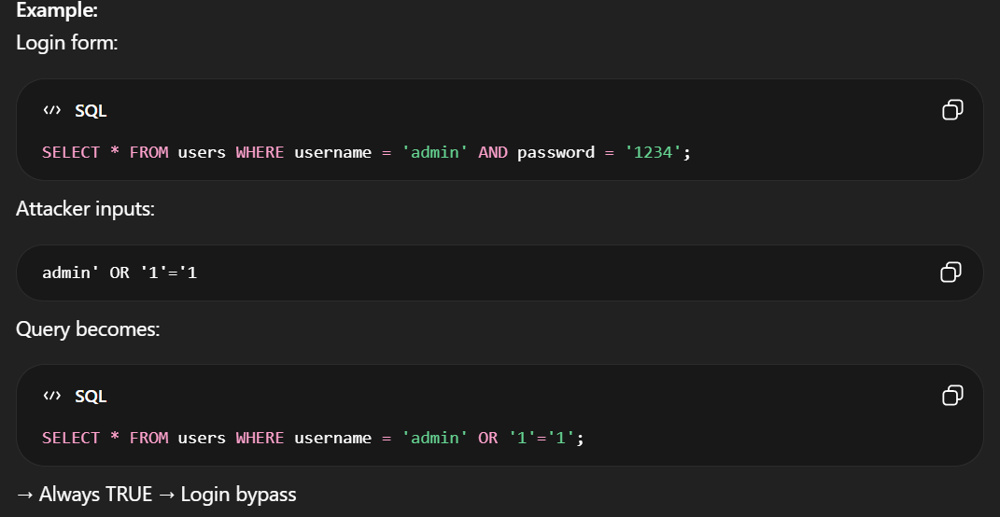 Example:
Login form:
SQL
SELECT * FROM users WHERE username = 'admin' AND password = '1234';
Attacker inputs:
admin' OR '1'='1
Query becomes:
SQL
SELECT * FROM users WHERE username = 'admin' OR '1'='1';
→ Always TRUE → Login bypass